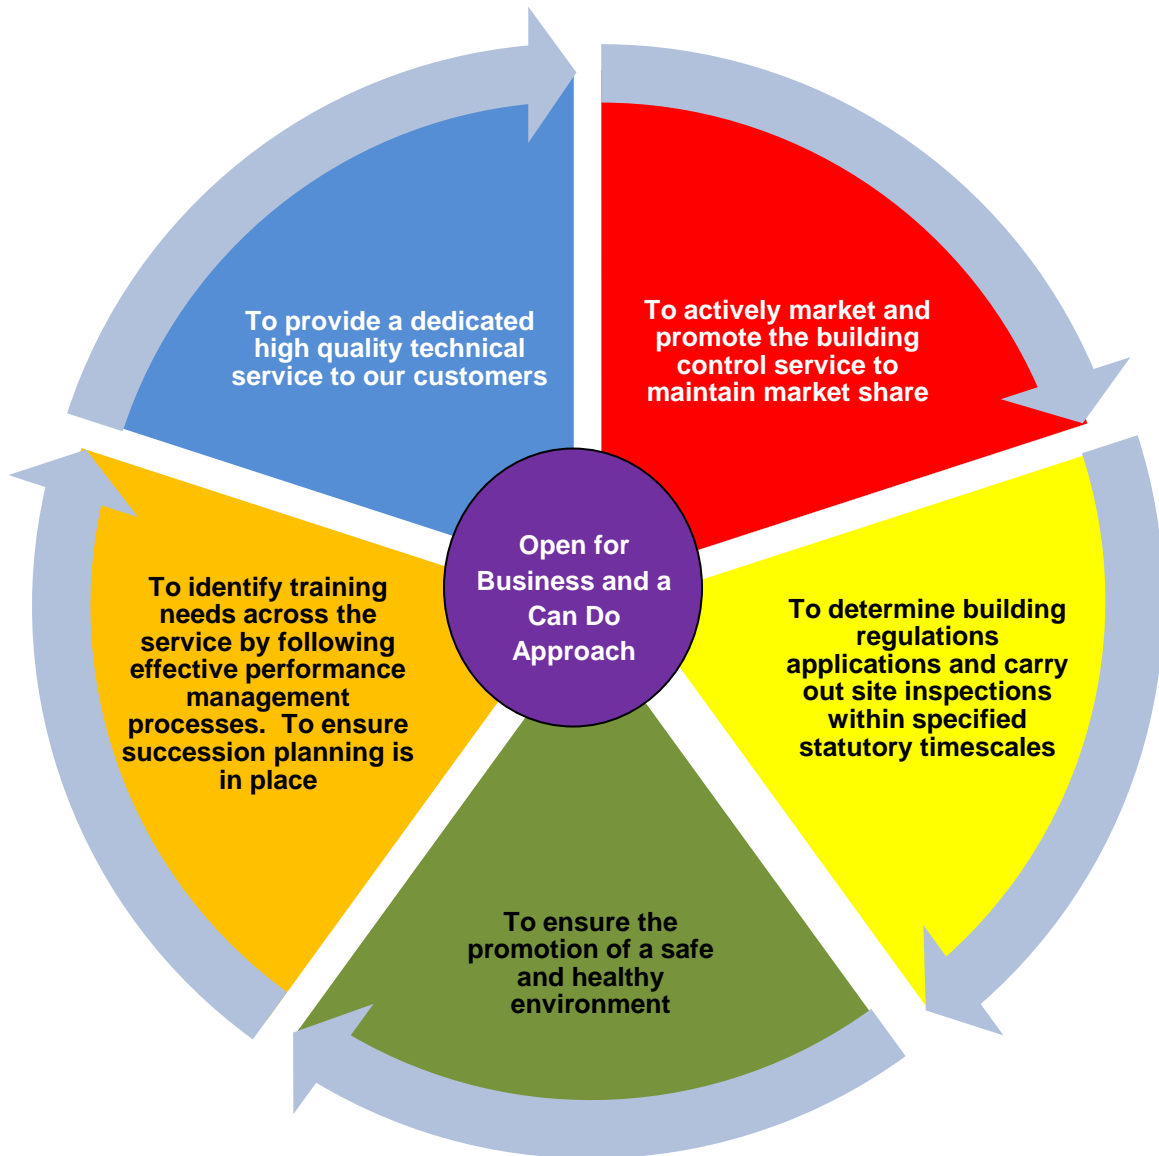 To provide a dedicated
high quality technical
service to our customers
To actively market and
promote the building
control service to
maintain market share
Open for
Business and a
Can Do
Approach
To identify training
needs across the
service by following
effective performance
management
processes.  To ensure
succession planning is
in place
To determine building
regulations
applications and carry
out site inspections
within specified
statutory timescales
To ensure the
promotion of a safe
and healthy
environment